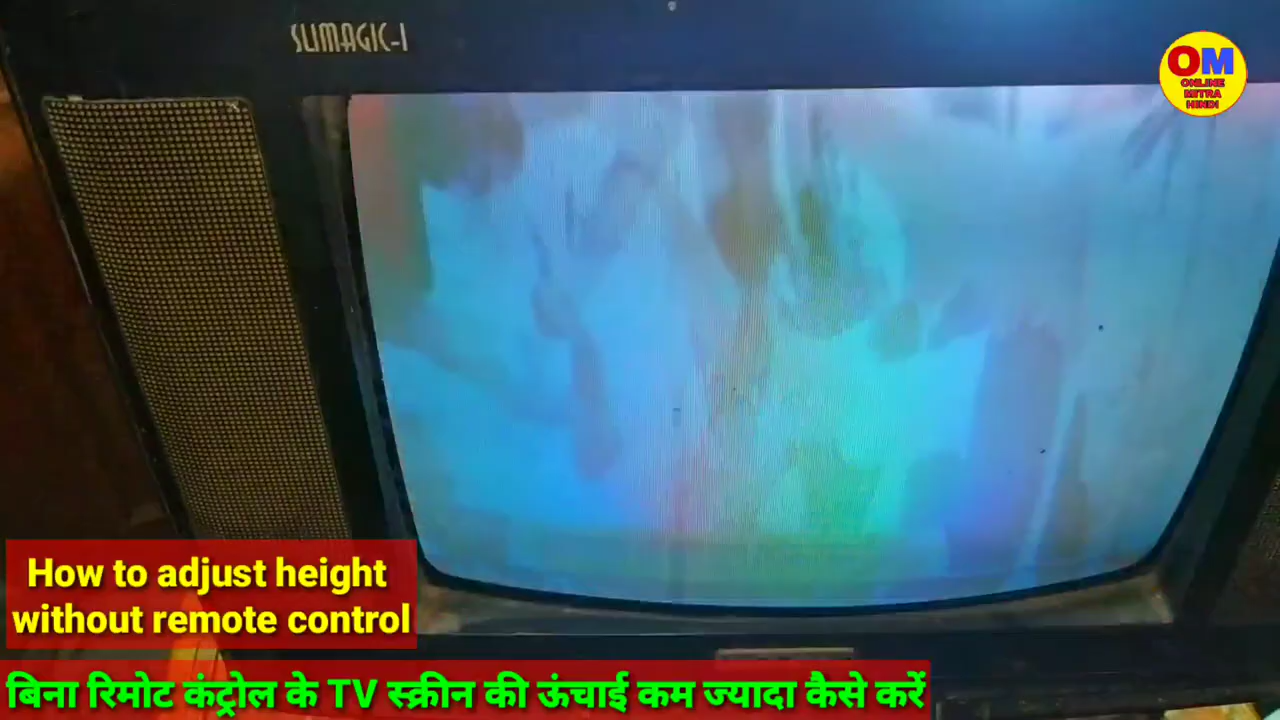 SLIMAGIC-I
OM
ONLINE
MITRA
HINDI
How to adjust height
without remote control
बिना रिमोट कंट्रोल के TV स्क्रीन की ऊंचाई कम ज्यादा कैसे करें